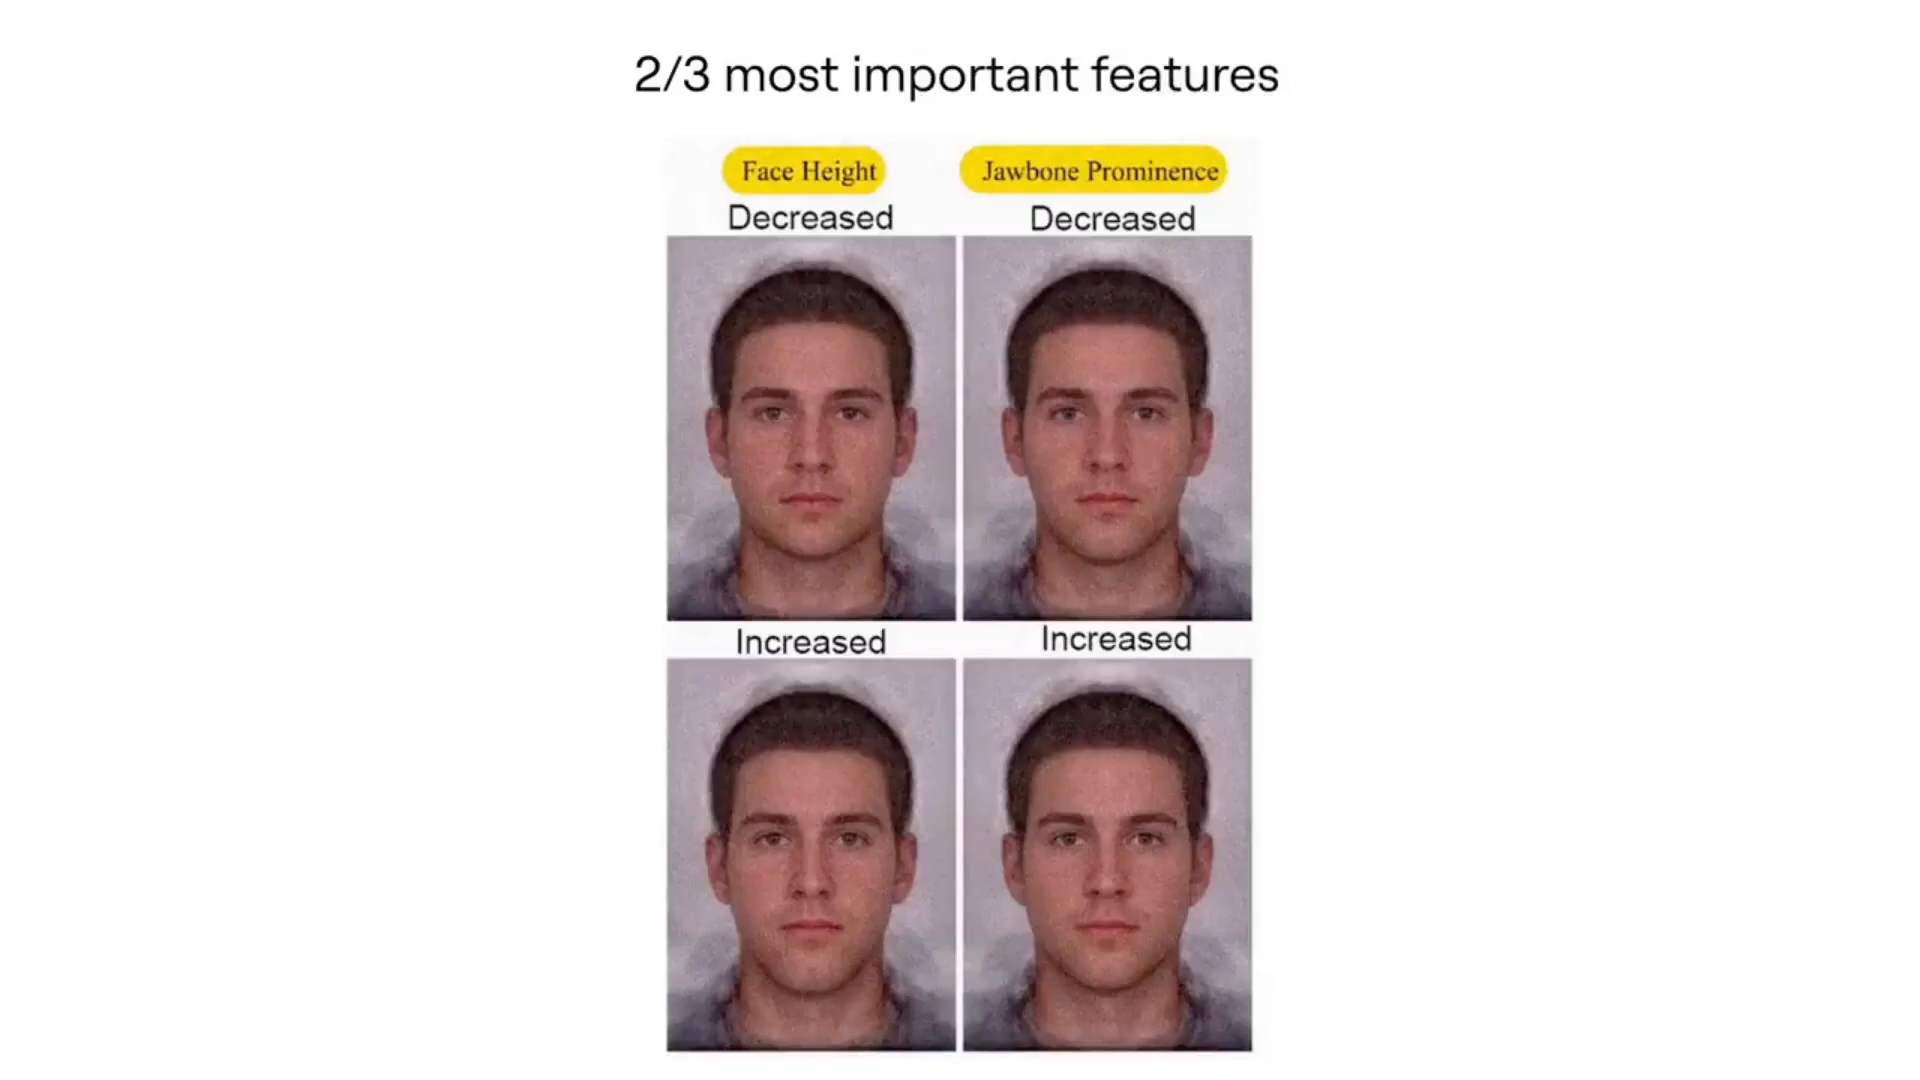 2/3 most important features
Face Height
Jawbone Prominence
Decreased
Decreased
Increased
Increased